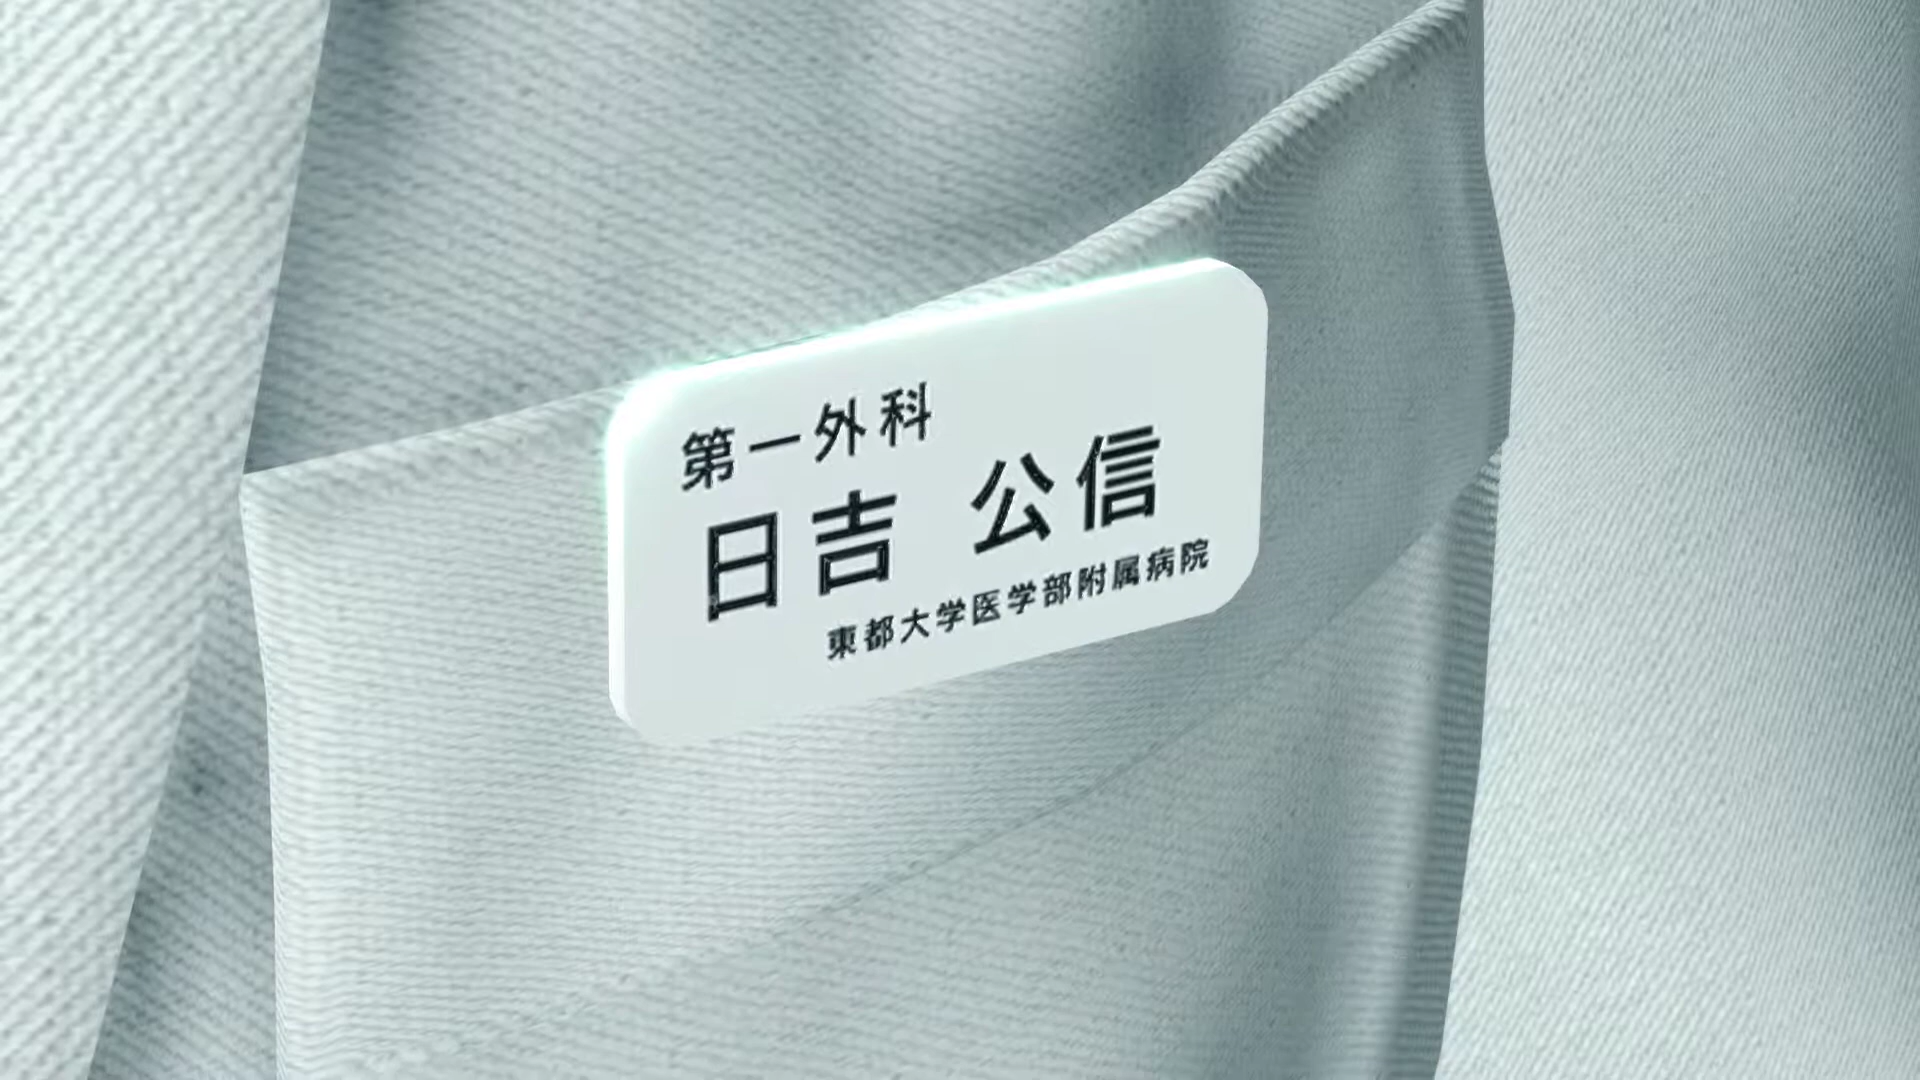 第一外科
日吉 公信
東都大学医学部附属病院